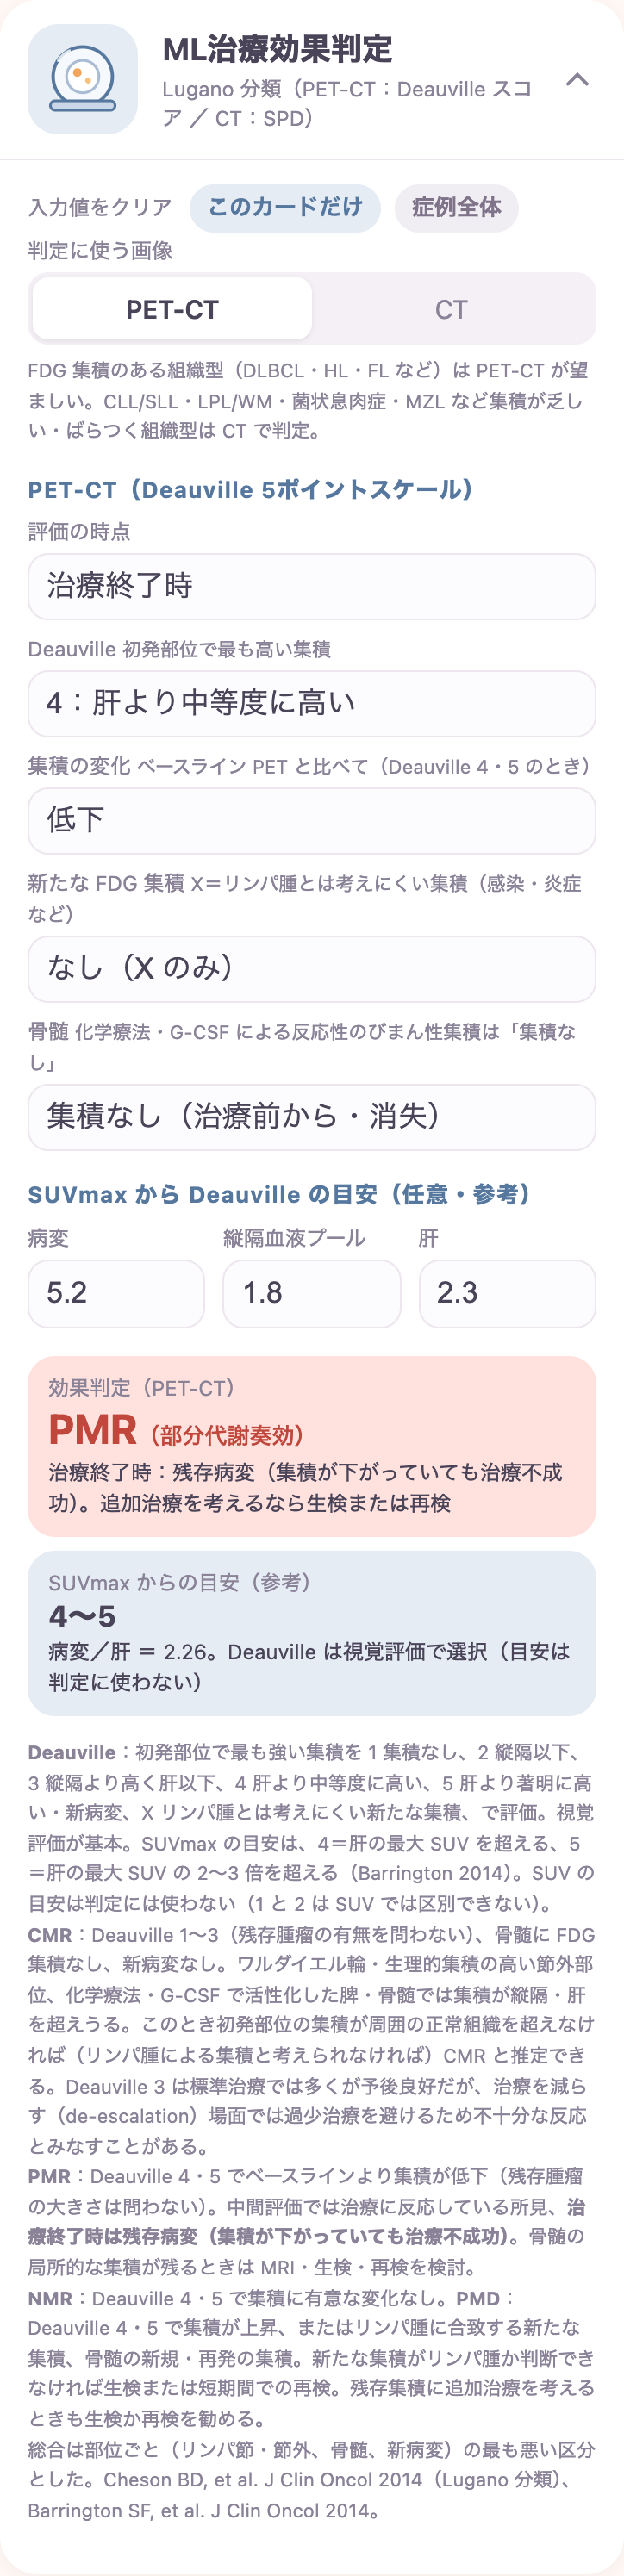 ML治療効果判定
Lugano 分類（PET-CT：Deauville スコ
ア ／ CT：SPD）
入力値をクリア このカードだけ 症例全体
判定に使う画像
PET-CT CT
FDG 集積のある組織型（DLBCL・HL・FL など）は PET-CT が望
ましい。CLL/SLL・LPL/WM・菌状息肉症・MZL など集積が乏し
い・ばらつく組織型は CT で判定。
PET-CT（Deauville 5ポイントスケール）
評価の時点
治療終了時
Deauville 初発部位で最も高い集積
4：肝より中等度に高い
集積の変化 ベースライン PET と比べて（Deauville 4・5 のとき）
低下
新たな FDG 集積 X＝リンパ腫とは考えにくい集積（感染・炎症
など）
なし（X のみ）
骨髄 化学療法・G-CSF による反応性のびまん性集積は「集積な
し」
集積なし（治療前から・消失）
SUVmax から Deauville の目安（任意・参考）
病変 縦隔血液プール 肝
5.2 1.8 2.3
効果判定（PET-CT）
PMR（部分代謝奏効）
治療終了時：残存病変（集積が下がっていても治療不成
功）。追加治療を考えるなら生検または再検
SUVmax からの目安（参考）
4〜5
病変／肝 ＝ 2.26。Deauville は視覚評価で選択（目安は
判定に使わない）
Deauville：初発部位で最も強い集積を 1 集積なし、2 縦隔以下、
3 縦隔より高く肝以下、4 肝より中等度に高い、5 肝より著明に高
い・新病変、X リンパ腫とは考えにくい新たな集積、で評価。視覚
評価が基本。SUVmax の目安は、4＝肝の最大 SUV を超える、5
＝肝の最大 SUV の 2〜3 倍を超える（Barrington 2014）。SUV の
目安は判定には使わない（1 と 2 は SUV では区別できない）。
CMR：Deauville 1〜3（残存腫瘤の有無を問わない）、骨髄に FDG
集積なし、新病変なし。ワルダイエル輪・生理的集積の高い節外部
位、化学療法・G-CSF で活性化した脾・骨髄では集積が縦隔・肝
を超えうる。このとき初発部位の集積が周囲の正常組織を超えなけ
れば（リンパ腫による集積と考えられなければ）CMR と推定でき
る。Deauville 3 は標準治療では多くが予後良好だが、治療を減ら
す（de-escalation）場面では過少治療を避けるため不十分な反応
とみなすことがある。
PMR：Deauville 4・5 でベースラインより集積が低下（残存腫瘤
の大きさは問わない）。中間評価では治療に反応している所見、治
療終了時は残存病変（集積が下がっていても治療不成功）。骨髄の
局所的な集積が残るときは MRI・生検・再検を検討。
NMR：Deauville 4・5 で集積に有意な変化なし。PMD：
Deauville 4・5 で集積が上昇、またはリンパ腫に合致する新たな
集積、骨髄の新規・再発の集積。新たな集積がリンパ腫か判断でき
なければ生検または短期間での再検。残存集積に追加治療を考える
ときも生検か再検を勧める。
総合は部位ごと（リンパ節・節外、骨髄、新病変）の最も悪い区分
とした。Cheson BD, et al. J Clin Oncol 2014（Lugano 分類）、
Barrington SF, et al. J Clin Oncol 2014。